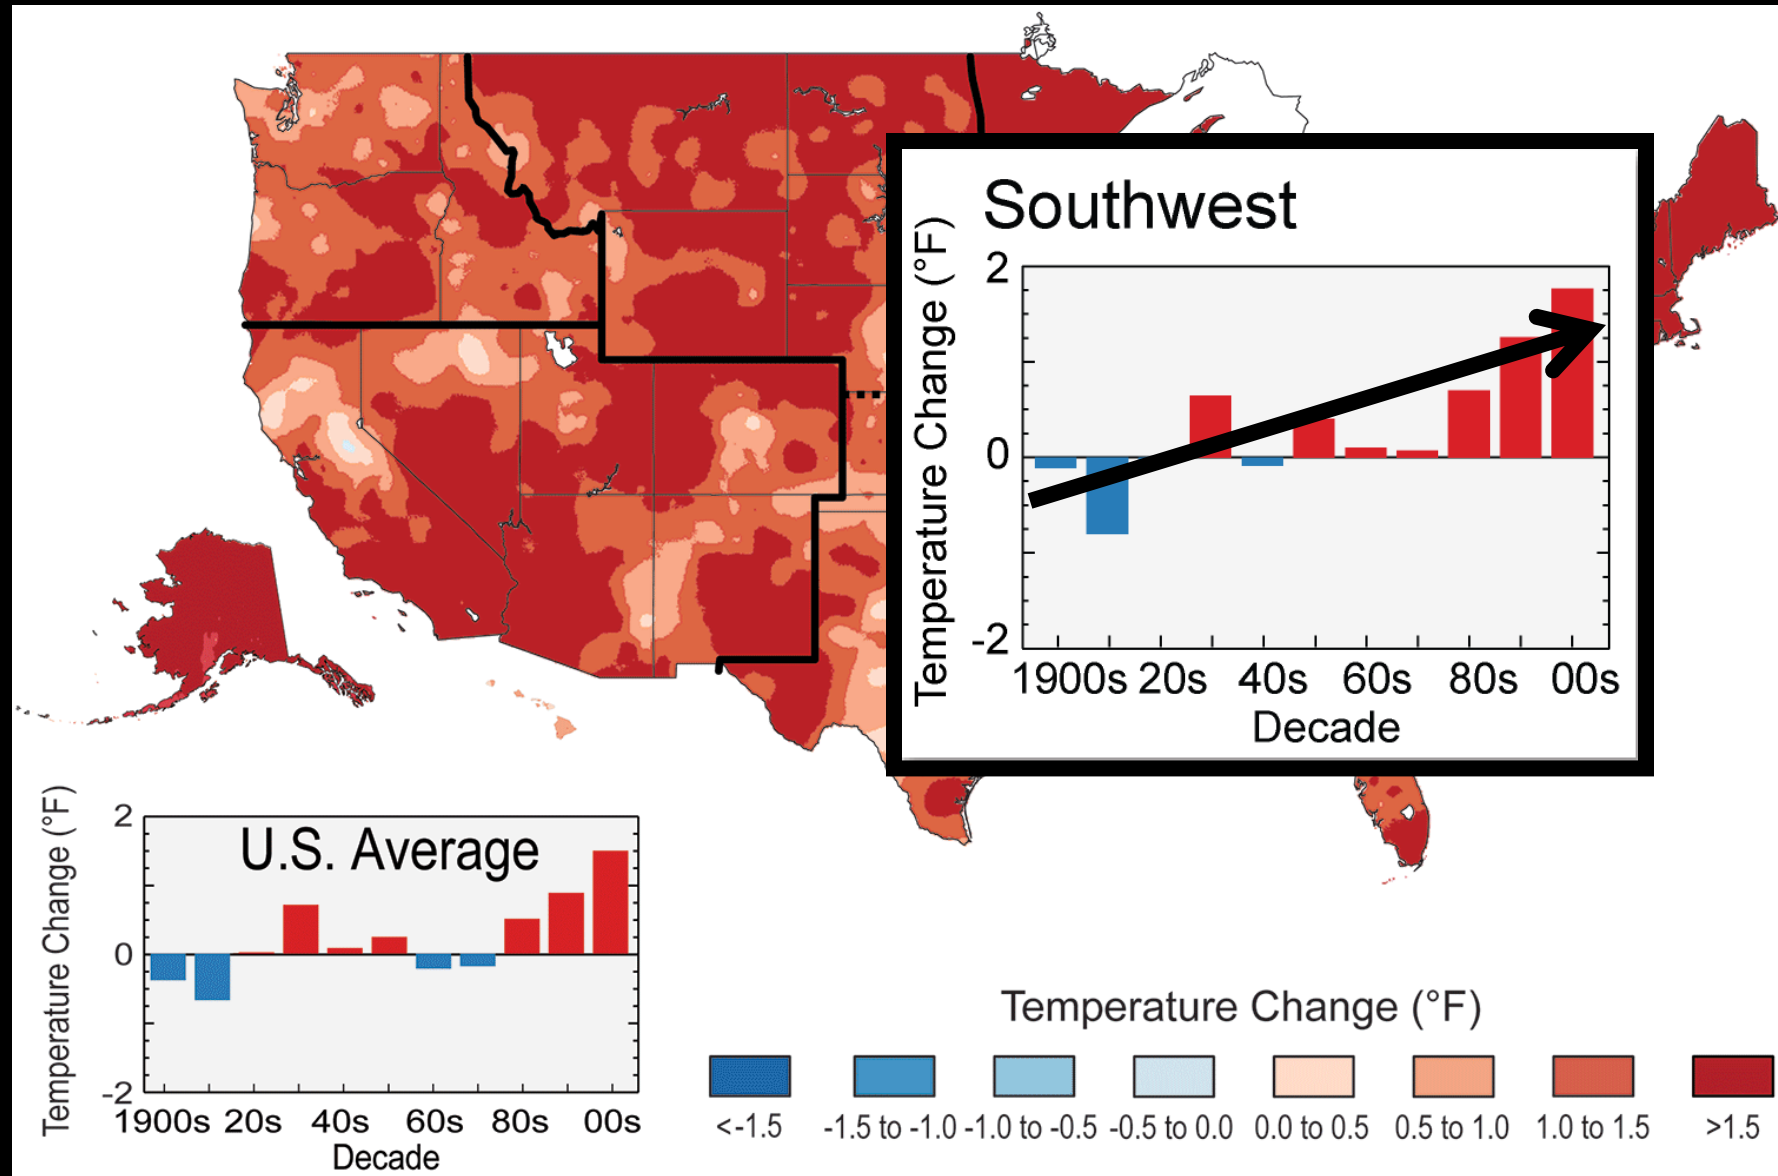 Southwest
Temperature Change (°F)
2
0
-2
1900s 20s 40s 60s 80s 00s
Decade
U.S. Average
Temperature Change (°F)
2
0
-2
1900s 20s 40s 60s 80s 00s
Decade
Temperature Change (°F)
<-1.5 -1.5 to -1.0 -1.0 to -0.5 -0.5 to 0.0 0.0 to 0.5 0.5 to 1.0 1.0 to 1.5 >1.5